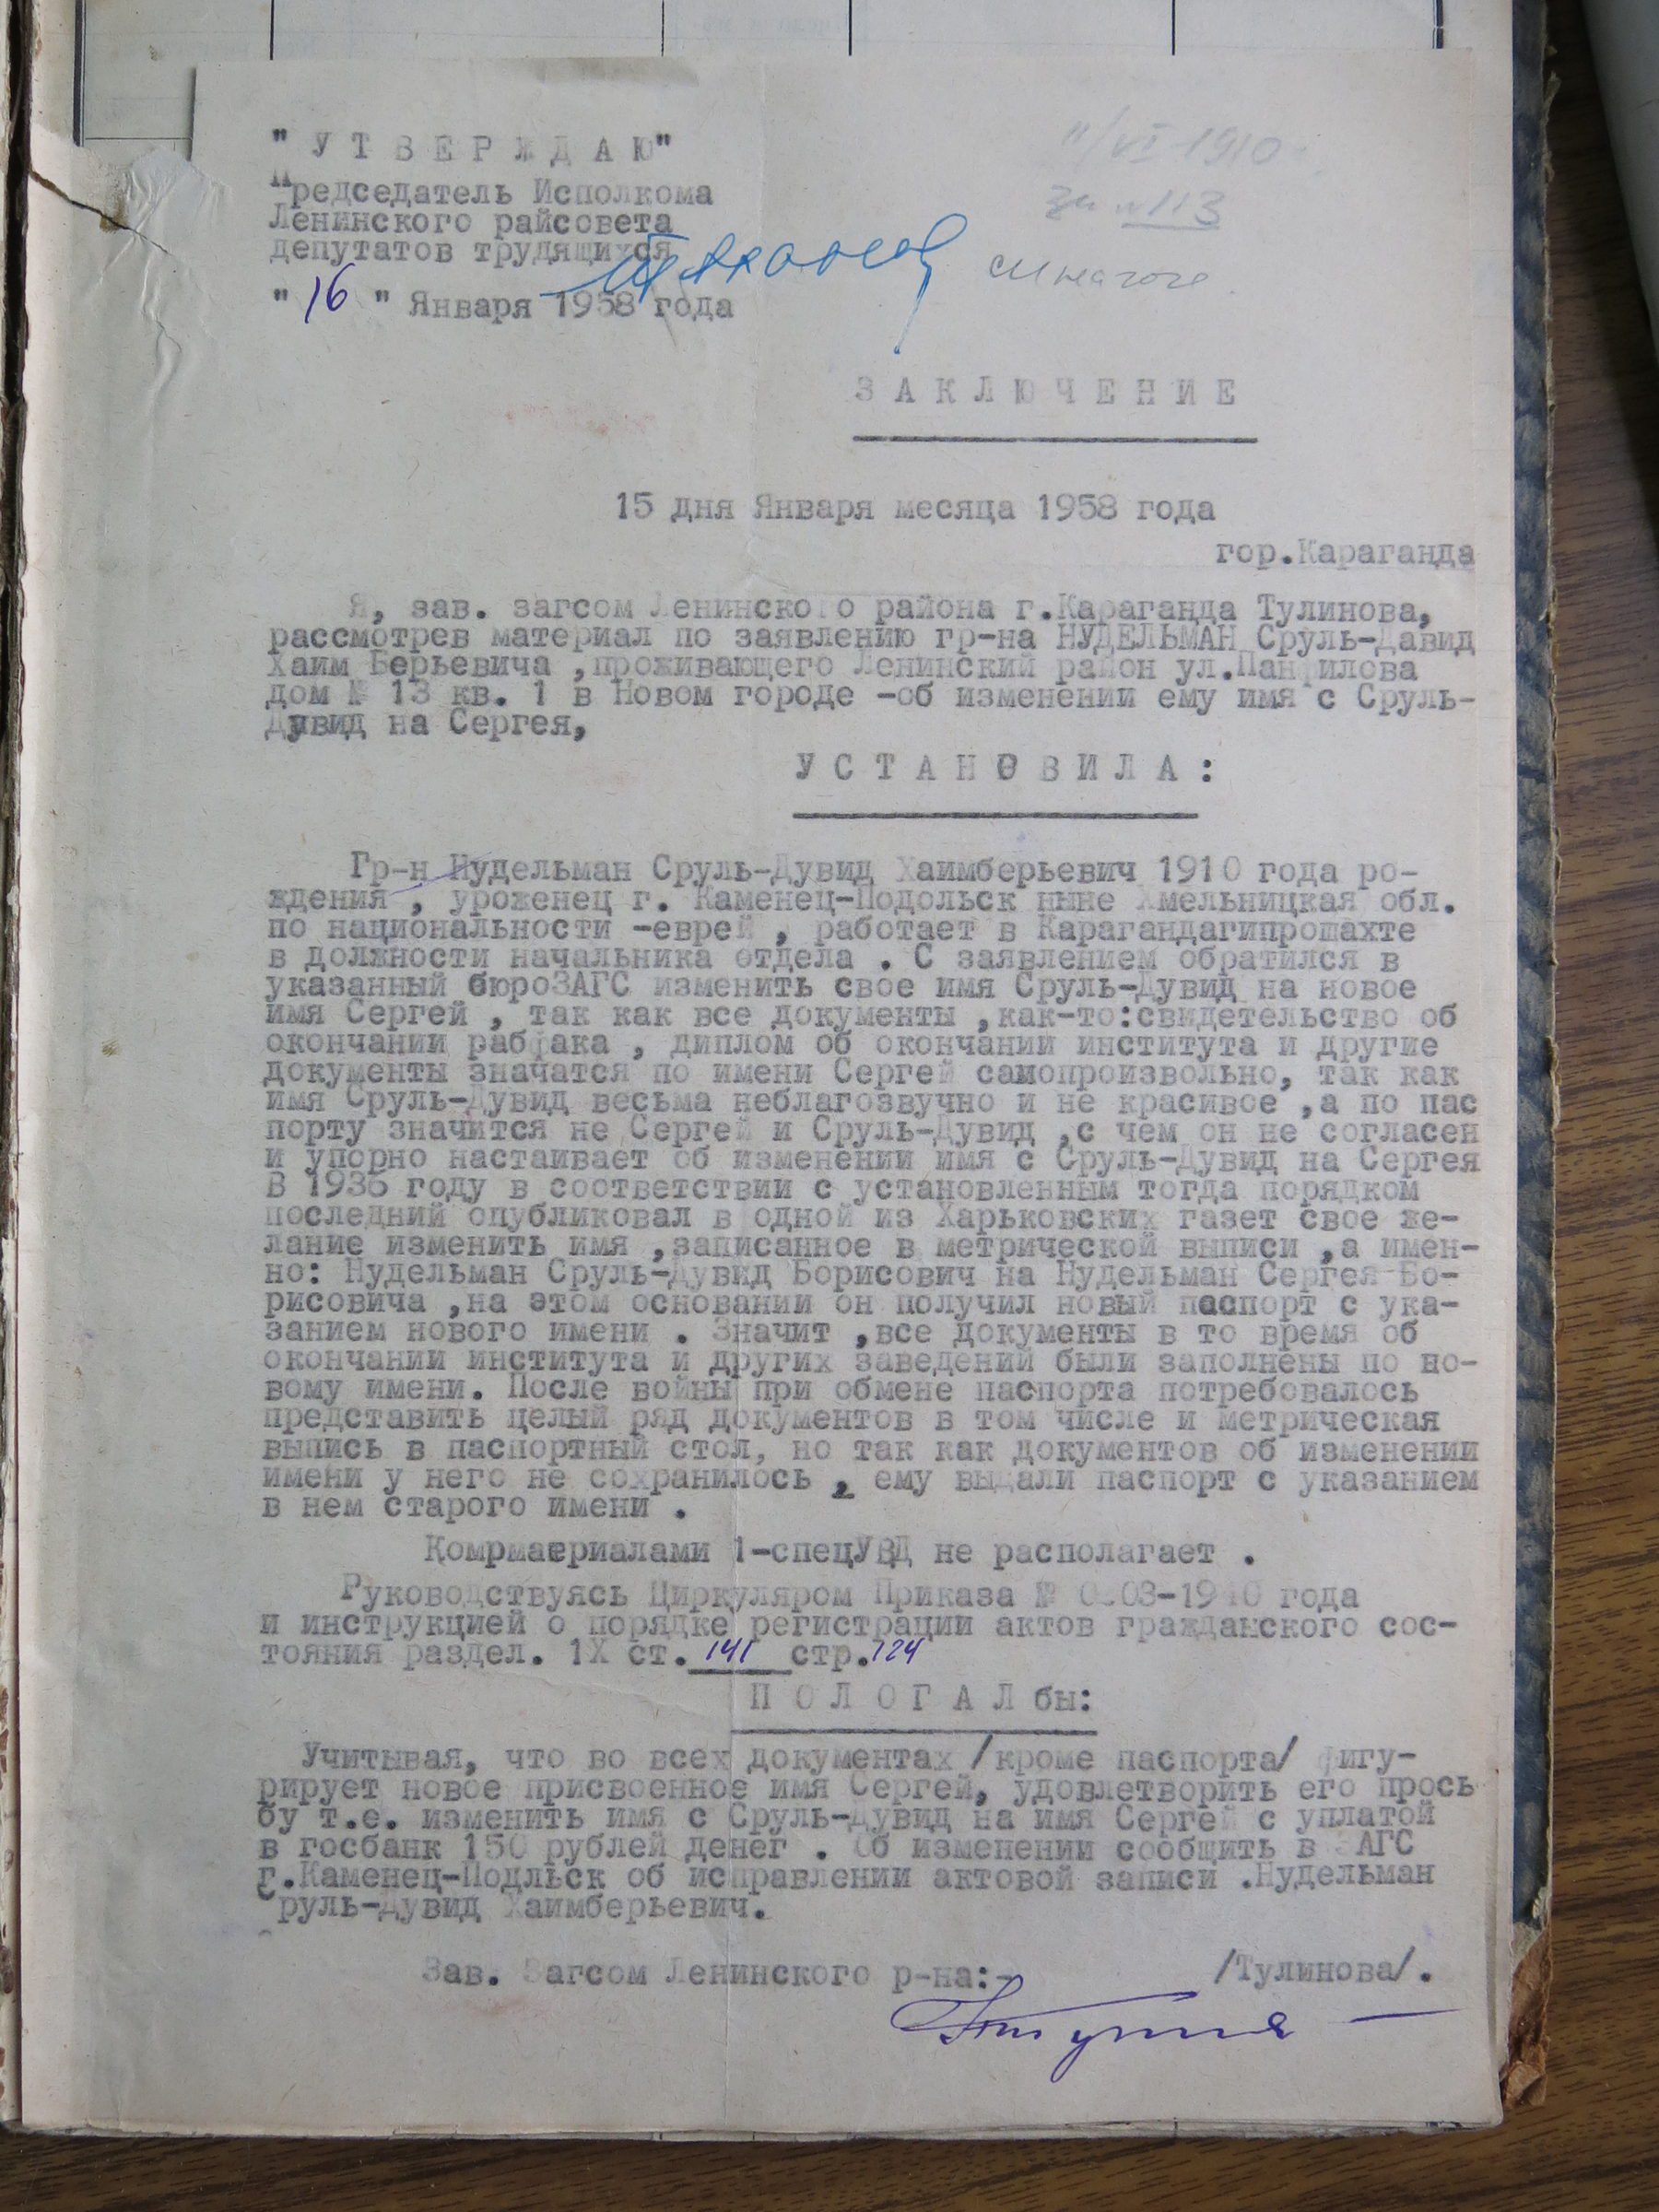 " У Т В Е Р Ж Д А Ю"
Председатель Исполкома
Ленинского райсовета
депутатов трудящихся
" 16 " Января 1958 года
11/VI 1910
№ 113
синагоге
З А К Л Ю Ч Е Н И Е
15 дня Января месяца 1958 года
гор.Караганда
Я, зав. загсом Ленинского района г.Караганда Тулинова,
рассмотрев материал по заявлению гр-на НУДЕЛЬМАН Сруль-Давид
Хаим Берьевича ,проживающего Ленинский район ул.Панфилова
дом № 13 кв. 1 в Новом городе -об изменении ему имя с Сруль-
Дувид на Сергея,
У С Т А Н О В И Л А :
Гр-н Нудельман Сруль-Дувид Хаимберьевич 1910 года ро-
ждения , уроженец г. Каменец-Подольск ныне Хмельницкая обл.
по национальности -еврей , работает в Карагандагипрошахте
в должности начальника отдела . С заявлением обратился в
указанный бюроЗАГС изменить свое имя Сруль-Дувид на новое
имя Сергей , так как все документы ,как-то:свидетельство об
окончании рабфака , диплом об окончании института и другие
документы значатся по имени Сергей самопроизвольно, так как
имя Сруль-Дувид весьма неблагозвучно и не красивое ,а по пас
порту значится не Сергей и Сруль-Дувид ,с чем он не согласен
и упорно настаивает об изменении имя с Сруль-Дувид на Сергея
В 1936 году в соответствии с установленным тогда порядком
последний опубликовал в одной из Харьковских газет свое же-
лание изменить имя ,записанное в метрической выписи ,а имен-
но: Нудельман Сруль-Дувид Борисович на Нудельман Сергея Бо-
рисовича ,на этом основании он получил новый паспорт с ука-
занием нового имени . Значит ,все документы в то время об
окончании института и других заведений были заполнены по но-
вому имени. После войны при обмене паспорта потребовалось
представить целый ряд документов в том числе и метрическая
выпись в паспортный стол, но так как документов об изменении
имени у него не сохранилось , ему выдали паспорт с указанием
в нем старого имени .
Комрмаериалами 1-спецУВД не располагает .
Руководствуясь Циркуляром Приказа № года
и инструкцией о порядке регистрации актов гражданского сос-
тояния раздел. 1X ст. 141 стр.124
П О Л О Г А Л бы:
Учитывая, что во всех документах /кроме паспорта/ фигу-
рирует новое присвоенное имя Сергей, удовлетворить его прось
бу т.е. изменить имя с Сруль-Дувид на имя Сергей с уплатой
в госбанк 150 рублей денег . Об изменении сообщить в ЗАГС
г.Каменец-Подльск об исправлении актовой записи .Нудельман
Сруль-Дувид Хаимберьевич.
Зав. Загсом Ленинского р-на:- /Тулинова/.